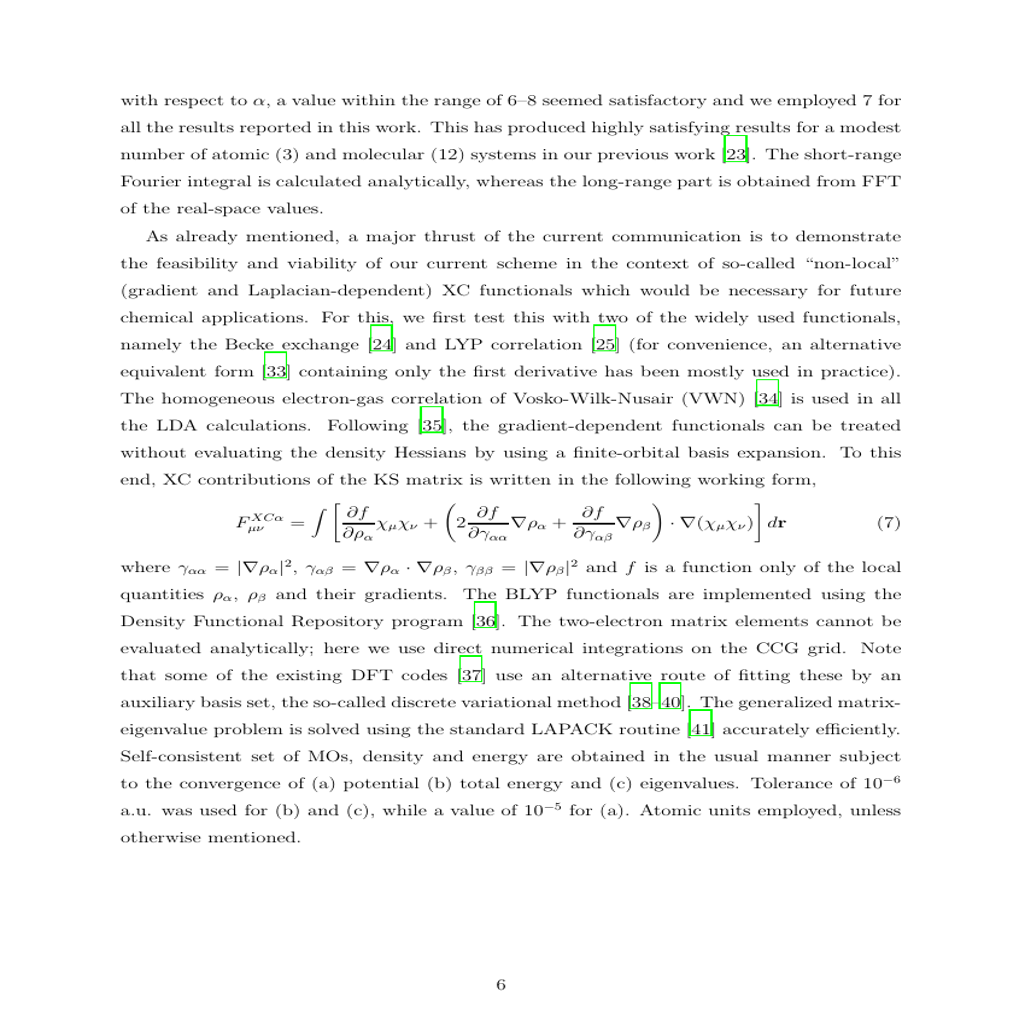 with respect to α, a value within the range of 6–8 seemed satisfactory and we employed 7 for
all the results reported in this work. This has produced highly satisfying results for a modest
number of atomic (3) and molecular (12) systems in our previous work [23]. The short-range
Fourier integral is calculated analytically, whereas the long-range part is obtained from FFT
of the real-space values.
As already mentioned, a major thrust of the current communication is to demonstrate
the feasibility and viability of our current scheme in the context of so-called “non-local”
(gradient and Laplacian-dependent) XC functionals which would be necessary for future
chemical applications. For this, we first test this with two of the widely used functionals,
namely the Becke exchange [24] and LYP correlation [25] (for convenience, an alternative
equivalent form [33] containing only the first derivative has been mostly used in practice).
The homogeneous electron-gas correlation of Vosko-Wilk-Nusair (VWN) [34] is used in all
the LDA calculations. Following [35], the gradient-dependent functionals can be treated
without evaluating the density Hessians by using a finite-orbital basis expansion. To this
end, XC contributions of the KS matrix is written in the following working form,
$F_{\mu\nu}^{XC\alpha} = \int \left[ \frac{\partial f}{\partial \rho_\alpha} \chi_\mu \chi_\nu + \left( 2 \frac{\partial f}{\partial \gamma_{\alpha\alpha}} \nabla \rho_\alpha + \frac{\partial f}{\partial \gamma_{\alpha\beta}} \nabla \rho_\beta \right) \cdot \nabla (\chi_\mu \chi_\nu) \right] d\mathbf{r}$ (7)
where $\gamma_{\alpha\alpha} = |\nabla \rho_\alpha|^2$, $\gamma_{\alpha\beta} = \nabla \rho_\alpha \cdot \nabla \rho_\beta$, $\gamma_{\beta\beta} = |\nabla \rho_\beta|^2$ and $f$ is a function only of the local
quantities $\rho_\alpha$, $\rho_\beta$ and their gradients. The BLYP functionals are implemented using the
Density Functional Repository program [36]. The two-electron matrix elements cannot be
evaluated analytically; here we use direct numerical integrations on the CCG grid. Note
that some of the existing DFT codes [37] use an alternative route of fitting these by an
auxiliary basis set, the so-called discrete variational method [38–40]. The generalized matrix-
eigenvalue problem is solved using the standard LAPACK routine [41] accurately efficiently.
Self-consistent set of MOs, density and energy are obtained in the usual manner subject
to the convergence of (a) potential (b) total energy and (c) eigenvalues. Tolerance of $10^{-6}$
a.u. was used for (b) and (c), while a value of $10^{-5}$ for (a). Atomic units employed, unless
otherwise mentioned.
6